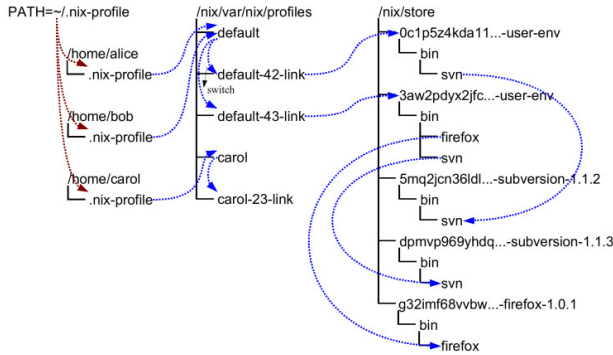 PATH=~/.nix-profile
/home/alice
.nix-profile
/home/bob
.nix-profile
/home/carol
.nix-profile
/nix/var/nix/profiles
default
default-42-link
switch
default-43-link
carol
carol-23-link
/nix/store
0c1p5z4kda11...-user-env
bin
svn
3aw2pdyx2jfc...-user-env
bin
firefox
svn
5mq2jcn36ldl...-subversion-1.1.2
bin
svn
dpmvp969yhdq...-subversion-1.1.3
bin
svn
g32imf68vvbw...-firefox-1.0.1
bin
firefox